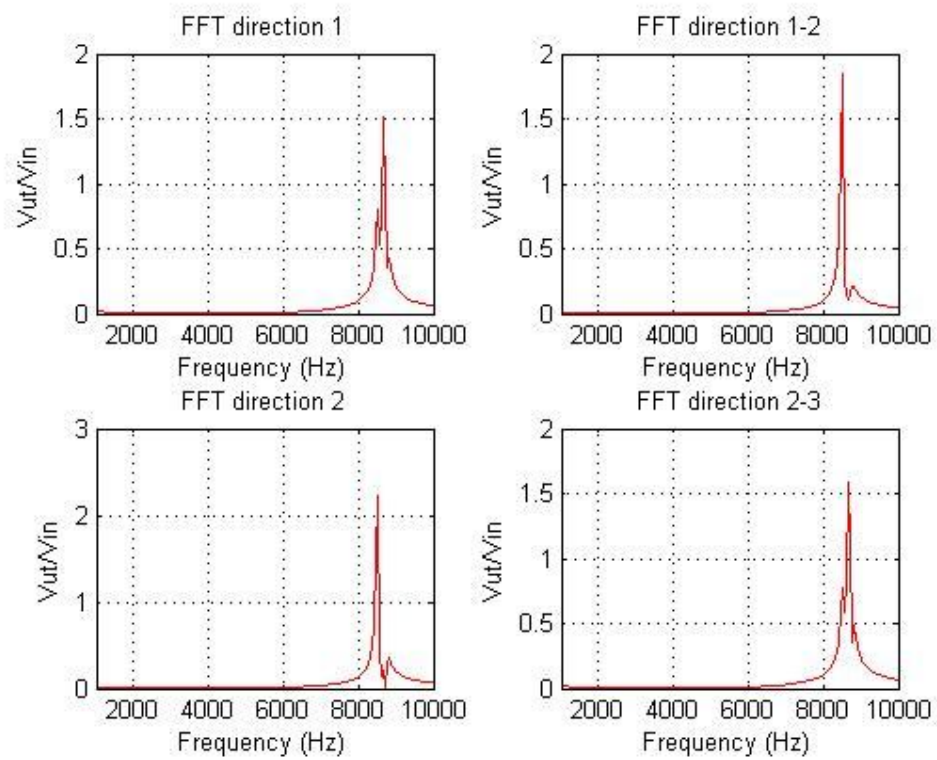 FFT direction 1
2
1.5
1
0.5
0
Vut/Vin
2000 4000 6000 8000 10000
Frequency (Hz)
FFT direction 1-2
2
1.5
1
0.5
0
Vut/Vin
2000 4000 6000 8000 10000
Frequency (Hz)
FFT direction 2
3
2
1
0
Vut/Vin
2000 4000 6000 8000 10000
Frequency (Hz)
FFT direction 2-3
2
1.5
1
0.5
0
Vut/Vin
2000 4000 6000 8000 10000
Frequency (Hz)